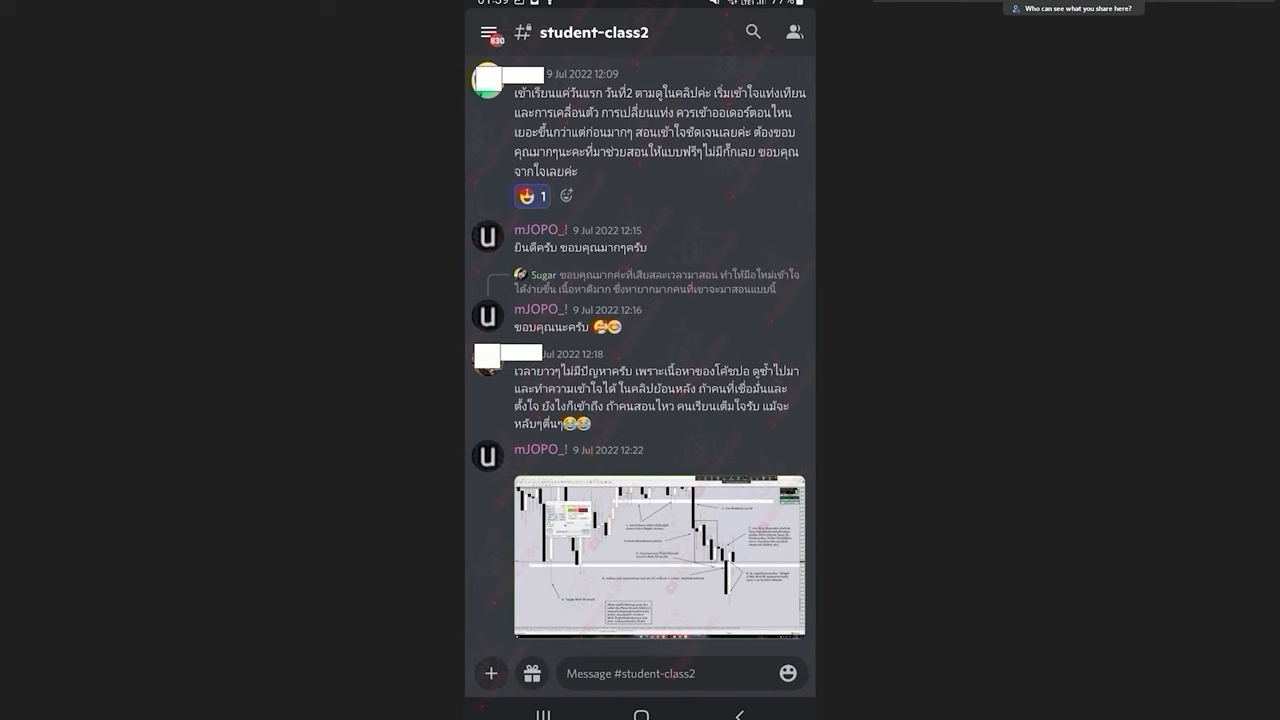 Who can see what you share here?
01:39
77%
830
student-class2
9 Jul 2022 12:09
เข้าเรียนแค่วันแรก วันที่2 ตามดูในคลิปค่ะ เริ่มเข้าใจแท่งเทียน
และการเคลื่อนตัว การเปลี่ยนแท่ง ควรเข้าออเดอร์ตอนไหน
เยอะขึ้นกว่าแต่ก่อนมากๆ สอนเข้าใจชัดเจนเลยค่ะ ต้องขอบ
คุณมากๆนะคะที่มาช่วยสอนให้แบบฟรีๆไม่มีกั๊กเลย ขอบคุณ
จากใจเลยค่ะ
1
mJOPO_! 9 Jul 2022 12:15
ยินดีครับ ขอบคุณมากๆครับ
Sugar ขอบคุณมากค่ะที่เสียสละเวลามาสอน ทำให้มือใหม่เข้าใจ
ได้ง่ายขึ้น เนื้อหาดีมาก ซึ่งหายากมากคนที่เขาจะมาสอนแบบนี้
mJOPO_! 9 Jul 2022 12:16
ขอบคุณนะครับ 🥰😊
Jul 2022 12:18
เวลายาวๆไม่มีปัญหาครับ เพราะเนื้อหาของโค้ชปอ ดูซ้ำไปมา
และทำความเข้าใจได้ ในคลิปย้อนหลัง ถ้าคนที่เชื่อมั่นและ
ตั้งใจ ยังไงก็เข้าถึง ถ้าคนสอนไหว คนเรียนเต็มใจรับ แม้จะ
หลับๆตื่นๆ😂😂
mJOPO_! 9 Jul 2022 12:22
Message #student-class2